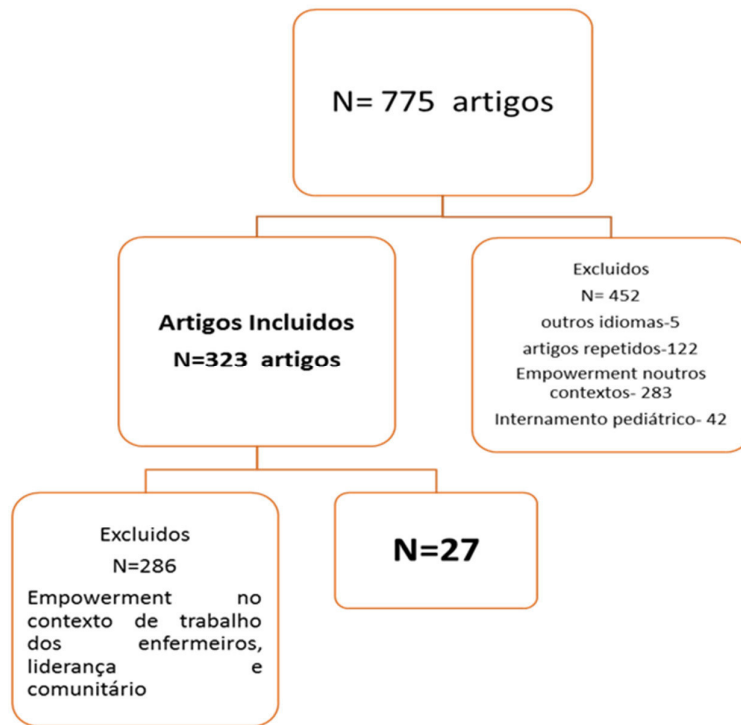 N= 775 artigos
Artigos Incluidos
N=323 artigos
Excluidos
N= 452
outros idiomas-5
artigos repetidos-122
Empowerment noutros
contextos- 283
Internamento pediátrico- 42
Excluidos
N=286
Empowerment no
contexto de trabalho
dos enfermeiros,
liderança e
comunitário
N=27